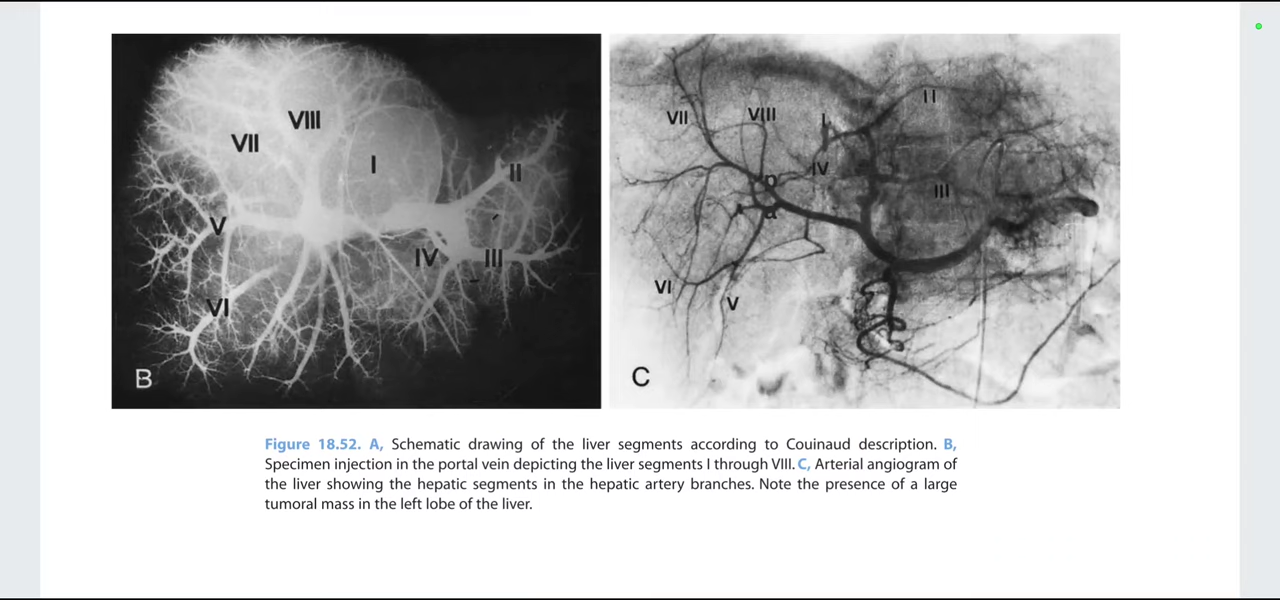 VII
VIII
I
II
V
IV
III
VI
B
VII
VIII
I
II
IV
p
III
a
VI
V
C
Figure 18.52. A, Schematic drawing of the liver segments according to Couinaud description. B,
Specimen injection in the portal vein depicting the liver segments I through VIII. C, Arterial angiogram of
the liver showing the hepatic segments in the hepatic artery branches. Note the presence of a large
tumoral mass in the left lobe of the liver.